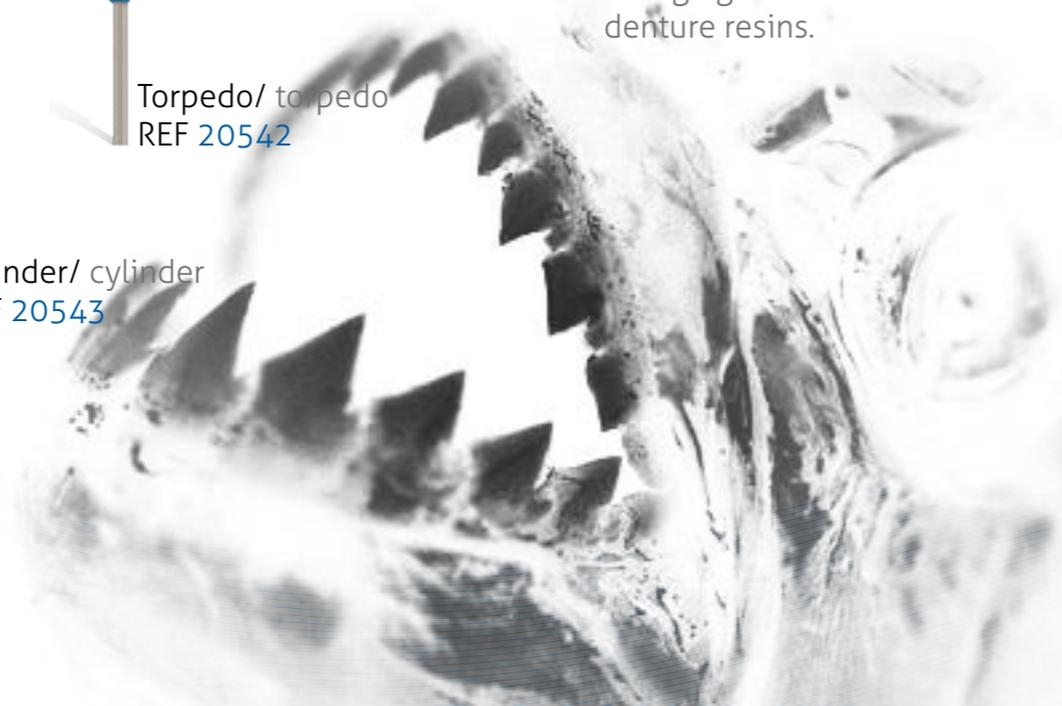 denture resins.
Torpedo/ torpedo
REF 20542
nder/ cylinder
20543